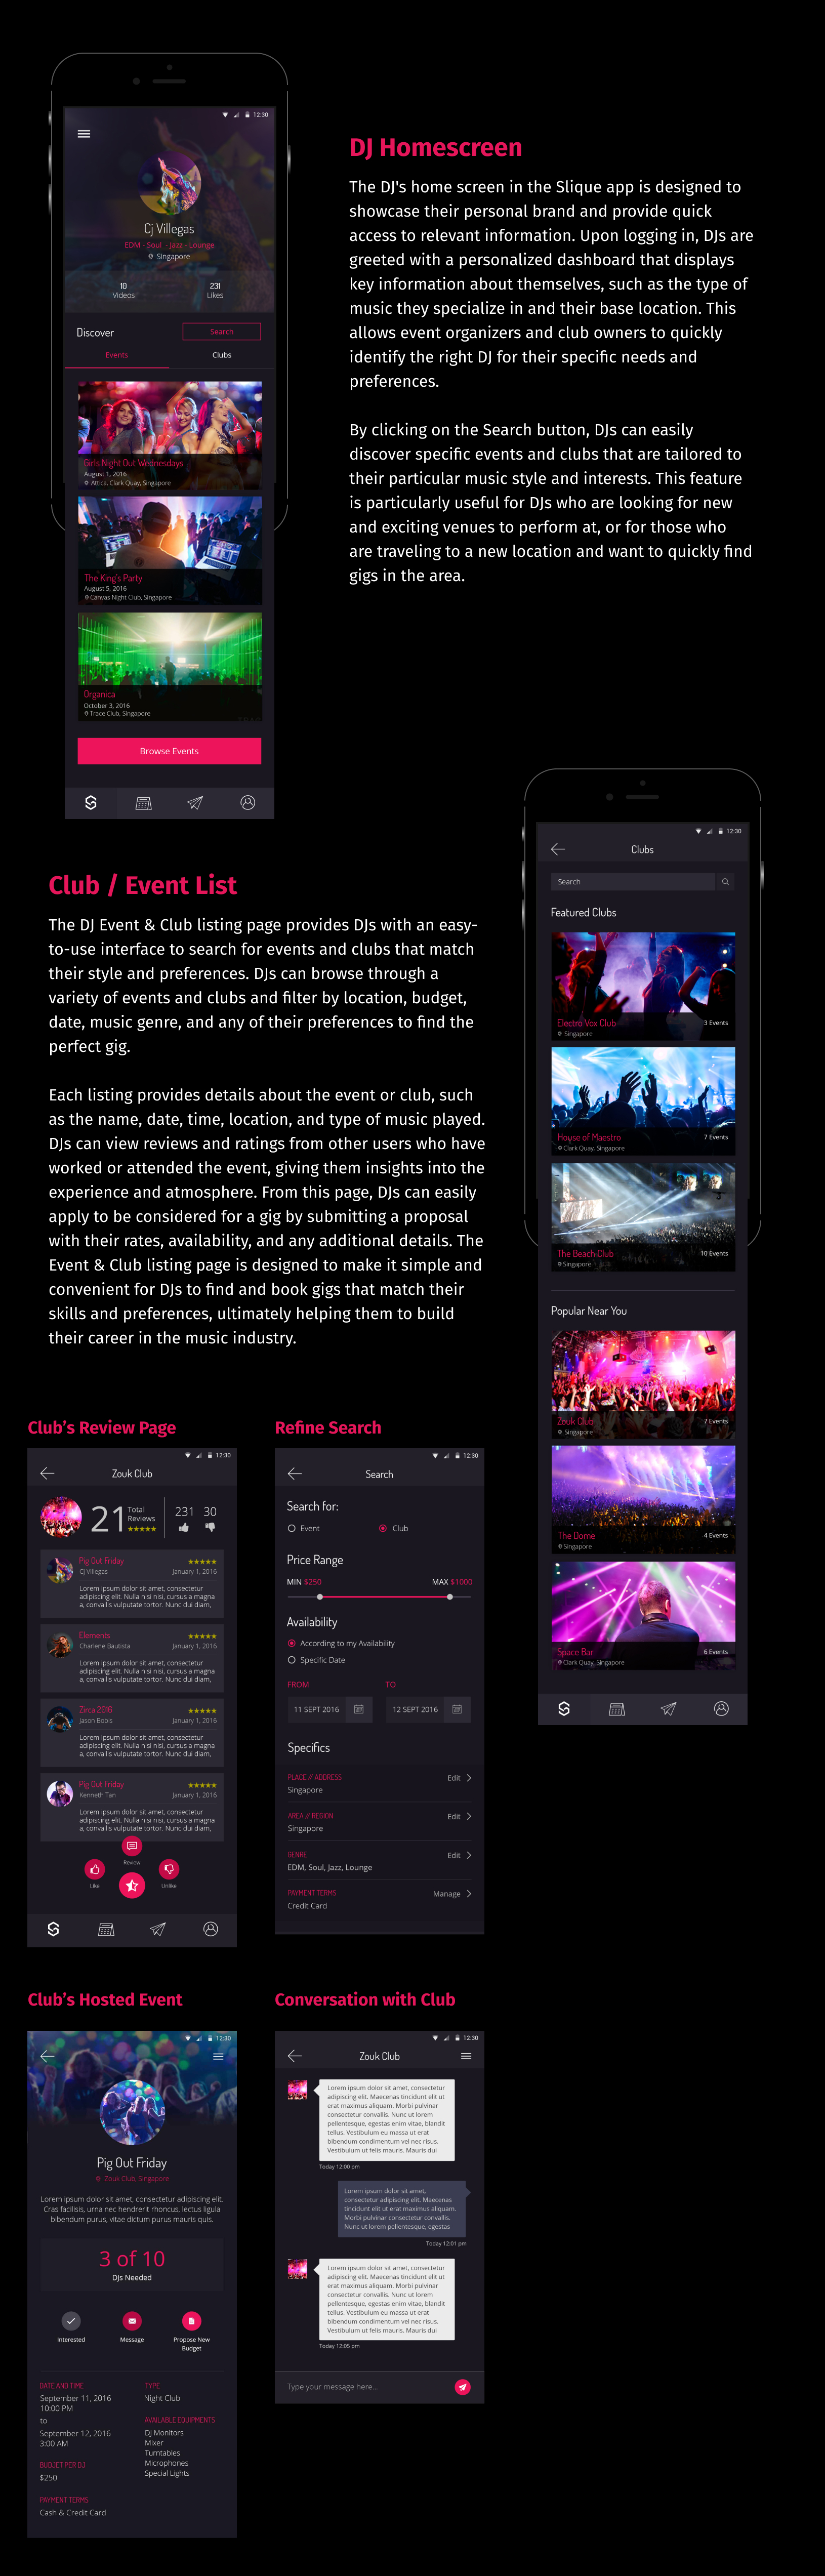 12:30
Cj Villegas
EDM - Soul - Jazz - Lounge
Singapore
10
Videos
231
Likes
Discover
Search
Events
Clubs
Girls Night Out Wednesdays
August 1, 2016
Attica, Clark Quay, Singapore
The King's Party
August 5, 2016
Canvas Night Club, Singapore
Organica
October 3, 2016
Trace Club, Singapore
Browse Events
DJ Homescreen
The DJ's home screen in the Slique app is designed to
showcase their personal brand and provide quick
access to relevant information. Upon logging in, DJs are
greeted with a personalized dashboard that displays
key information about themselves, such as the type of
music they specialize in and their base location. This
allows event organizers and club owners to quickly
identify the right DJ for their specific needs and
preferences.
By clicking on the Search button, DJs can easily
discover specific events and clubs that are tailored to
their particular music style and interests. This feature
is particularly useful for DJs who are looking for new
and exciting venues to perform at, or for those who
are traveling to a new location and want to quickly find
gigs in the area.
Club / Event List
The DJ Event & Club listing page provides DJs with an easy-
to-use interface to search for events and clubs that match
their style and preferences. DJs can browse through a
variety of events and clubs and filter by location, budget,
date, music genre, and any of their preferences to find the
perfect gig.
Each listing provides details about the event or club, such
as the name, date, time, location, and type of music played.
DJs can view reviews and ratings from other users who have
worked or attended the event, giving them insights into the
experience and atmosphere. From this page, DJs can easily
apply to be considered for a gig by submitting a proposal
with their rates, availability, and any additional details. The
Event & Club listing page is designed to make it simple and
convenient for DJs to find and book gigs that match their
skills and preferences, ultimately helping them to build
their career in the music industry.
12:30
Clubs
Search
Featured Clubs
Electro Vox Club
3 Events
Singapore
House of Maestro
7 Events
Clark Quay, Singapore
The Beach Club
10 Events
Singapore
Popular Near You
Zouk Club
7 Events
Singapore
The Dome
4 Events
Singapore
Space Bar
6 Events
Clark Quay, Singapore
Club's Review Page
12:30
Zouk Club
21
Total
Reviews
231
30
Pig Out Friday
Cj Villegas
January 1, 2016
Lorem ipsum dolor sit amet, consectetur
adipiscing elit. Nulla nisi nisi, cursus a magna
a, convallis vulputate tortor. Nunc dui diam,
Elements
Charlene Bautista
January 1, 2016
Lorem ipsum dolor sit amet, consectetur
adipiscing elit. Nulla nisi nisi, cursus a magna
a, convallis vulputate tortor. Nunc dui diam,
Zirca 2016
Jason Bobis
January 1, 2016
Lorem ipsum dolor sit amet, consectetur
adipiscing elit. Nulla nisi nisi, cursus a magna
a, convallis vulputate tortor. Nunc dui diam,
Pig Out Friday
Kenneth Tan
January 1, 2016
Lorem ipsum dolor sit amet, consectetur
adipiscing elit. Nulla nisi nisi, cursus a magna
a, convallis vulputate tortor. Nunc dui diam,
Review
Like
Unlike
Refine Search
12:30
Search
Search for:
Event
Club
Price Range
MIN $250
MAX $1000
Availability
According to my Availability
Specific Date
FROM
TO
11 SEPT 2016
12 SEPT 2016
Specifics
PLACE // ADDRESS
Edit
Singapore
AREA // REGION
Edit
Singapore
GENRE
Edit
EDM, Soul, Jazz, Lounge
PAYMENT TERMS
Manage
Credit Card
Club's Hosted Event
12:30
Pig Out Friday
Zouk Club, Singapore
Lorem ipsum dolor sit amet, consectetur adipiscing elit.
Cras facilisis, urna nec hendrerit rhoncus, lectus ligula
bibendum purus, vitae dictum purus mauris quis.
3 of 10
DJs Needed
Interested
Message
Propose New
Budget
DATE AND TIME
September 11, 2016
10:00 PM
to
September 12, 2016
3:00 AM
BUDJET PER DJ
$250
PAYMENT TERMS
Cash & Credit Card
TYPE
Night Club
AVAILABLE EQUIPMENTS
DJ Monitors
Mixer
Turntables
Microphones
Special Lights
Conversation with Club
12:30
Zouk Club
Lorem ipsum dolor sit amet, consectetur
adipiscing elit. Maecenas tincidunt elit ut
erat maximus aliquam. Morbi pulvinar
consectetur convallis. Nunc ut lorem
pellentesque, egestas enim vitae, blandit
tellus. Vestibulum eu massa ut erat
bibendum condimentum vel nec risus.
Vestibulum ut felis mauris. Mauris dui
Today 12:00 pm
Lorem ipsum dolor sit amet,
consectetur adipiscing elit. Maecenas
tincidunt elit ut erat maximus aliquam.
Morbi pulvinar consectetur convallis.
Nunc ut lorem pellentesque, egestas
Today 12:01 pm
Lorem ipsum dolor sit amet, consectetur
adipiscing elit. Maecenas tincidunt elit ut
erat maximus aliquam. Morbi pulvinar
consectetur convallis. Nunc ut lorem
pellentesque, egestas enim vitae, blandit
tellus. Vestibulum eu massa ut erat
bibendum condimentum vel nec risus.
Vestibulum ut felis mauris. Mauris dui
Today 12:05 pm
Type your message here...